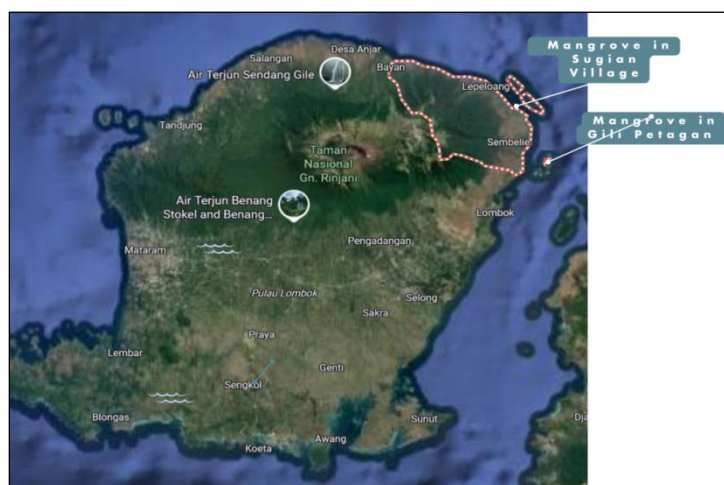 Desa Anjar
Salangan
Bayan
Air Terjun Sendang Gile
Mangrove in
Sugian
Village
Lepeloang
Tandjung
Mangrove in
Gili Petagan
Sembelie
Taman
Nasional
Gn. Rinjani
Air Terjun Benang
Stokel and Benang...
Lombok
Pengadangan
Mataram
Pulau Lombok
Selong
Sakra
Praya
Lembar
Genti
Sengkol
Blongas
Sunut
Dja
Awang
Koeta